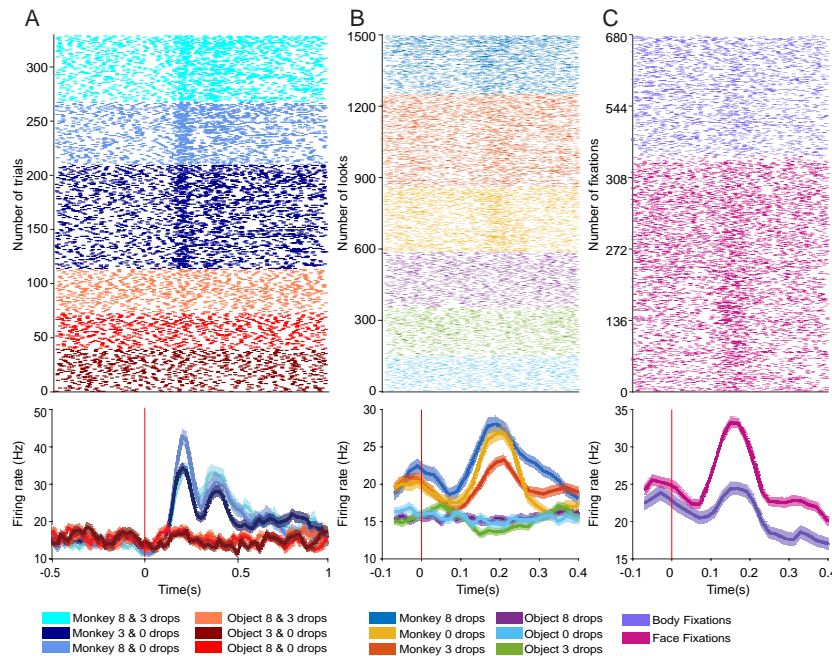 A
B
C
Number of trials
300
250
200
150
100
50
0
Number of looks
1500
1200
900
600
300
0
Number of fixations
680
544
308
272
136
0
Firing rate (Hz)
50
40
30
20
10
-0.5
0
0.5
1
Time(s)
Firing rate (Hz)
30
25
20
15
10
-0.1
0
0.1
0.2
0.3
0.4
Time(s)
Firing rate (Hz)
35
30
25
20
15
-0.1
0
0.1
0.2
0.3
0.4
Time(s)
Monkey 8 & 3 drops
Monkey 3 & 0 drops
Monkey 8 & 0 drops
Object 8 & 3 drops
Object 3 & 0 drops
Object 8 & 0 drops
Monkey 8 drops
Monkey 0 drops
Monkey 3 drops
Object 8 drops
Object 0 drops
Object 3 drops
Body Fixations
Face Fixations